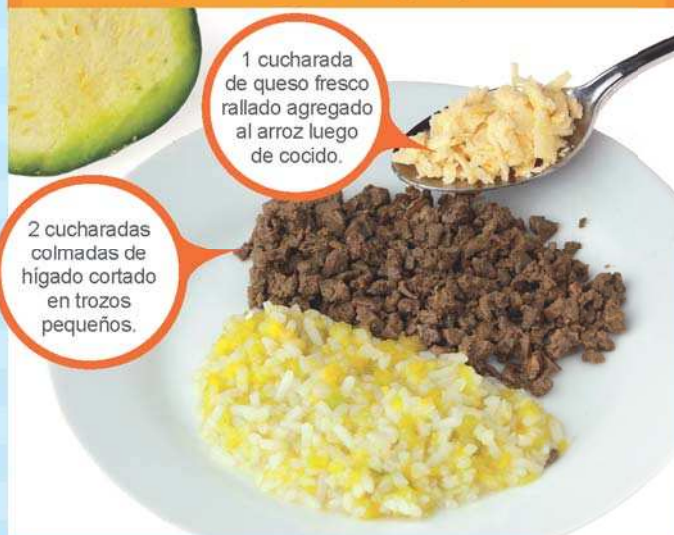 1 cucharada
de queso fresco
rallado agregado
al arroz luego
de cocido.
2 cucharadas
colmadas de
hígado cortado
en trozos
pequeños.